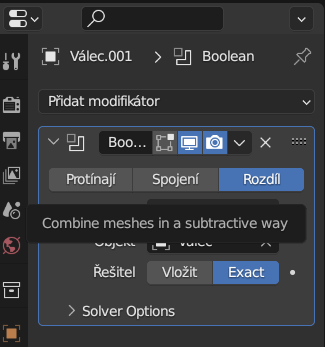 Válec.001 > Boolean
Přidat modifikátor
Boo...
Protínají Spojení Rozdíl
Combine meshes in a subtractive way
Objekt Válec
Řešitel Vložit Exact
Solver Options